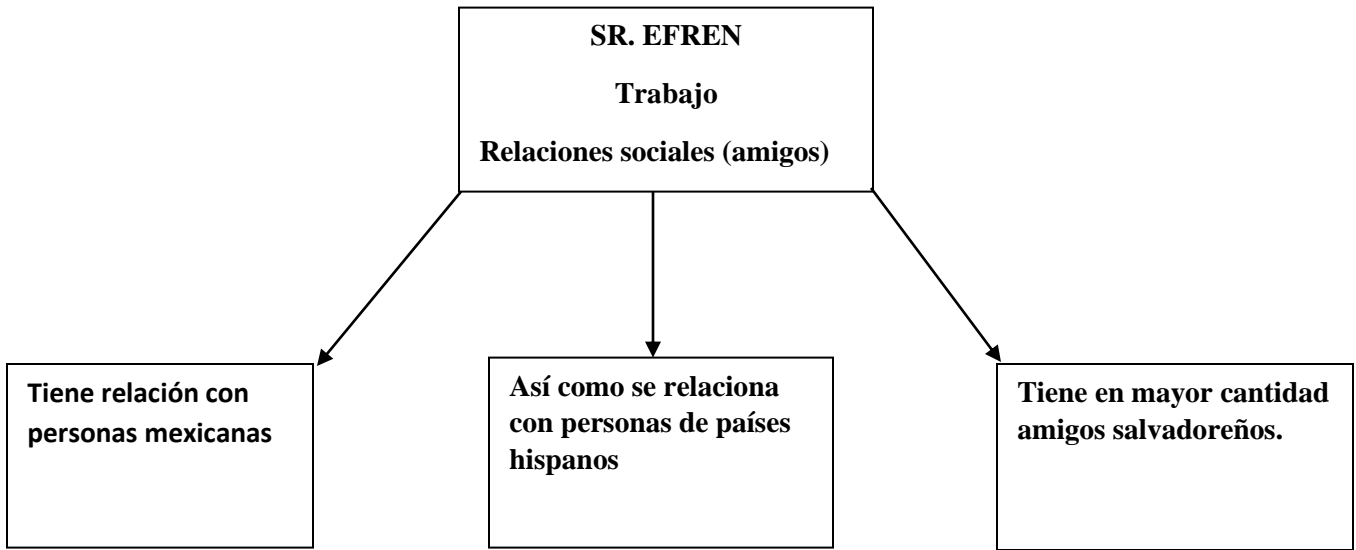 SR. EFREN
Trabajo
Relaciones sociales (amigos)
Tiene relación con
personas mexicanas
Así como se relaciona
con personas de países
hispanos
Tiene en mayor cantidad
amigos salvadoreños.